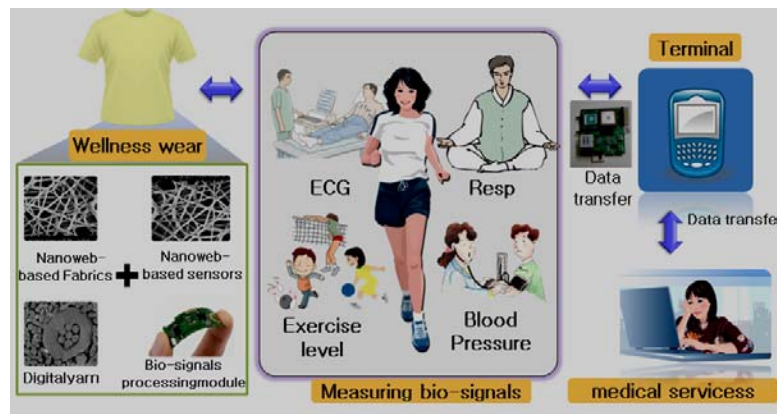 Wellness wear
Nanoweb-
based Fabrics
Nanoweb-
based sensors
Digitalyarn
Bio-signals
processingmodule
ECG
Resp
Exercise
level
Blood
Pressure
Measuring bio-signals
Terminal
Data
transfer
Data transfer
medical servicess